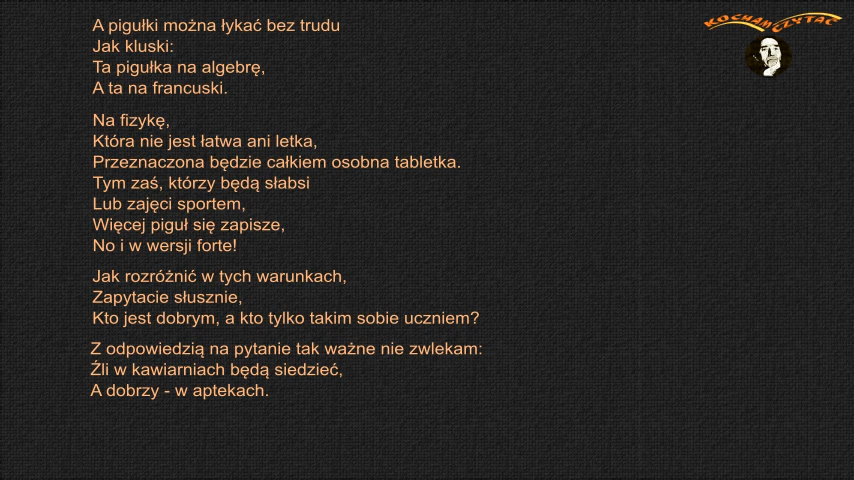 KOCHAM CZYTAĆ
A pigułki można łykać bez trudu
Jak kluski:
Ta pigułka na algebrę,
A ta na francuski.
Na fizykę,
Która nie jest łatwa ani letka,
Przeznaczona będzie całkiem osobna tabletka.
Tym zaś, którzy będą słabsi
Lub zajęci sportem,
Więcej piguł się zapisze,
No i w wersji forte!
Jak rozróżnić w tych warunkach,
Zapytacie słusznie,
Kto jest dobrym, a kto tylko takim sobie uczniem?
Z odpowiedzią na pytanie tak ważne nie zwlekam:
Źli w kawiarniach będą siedzieć,
A dobrzy - w aptekach.